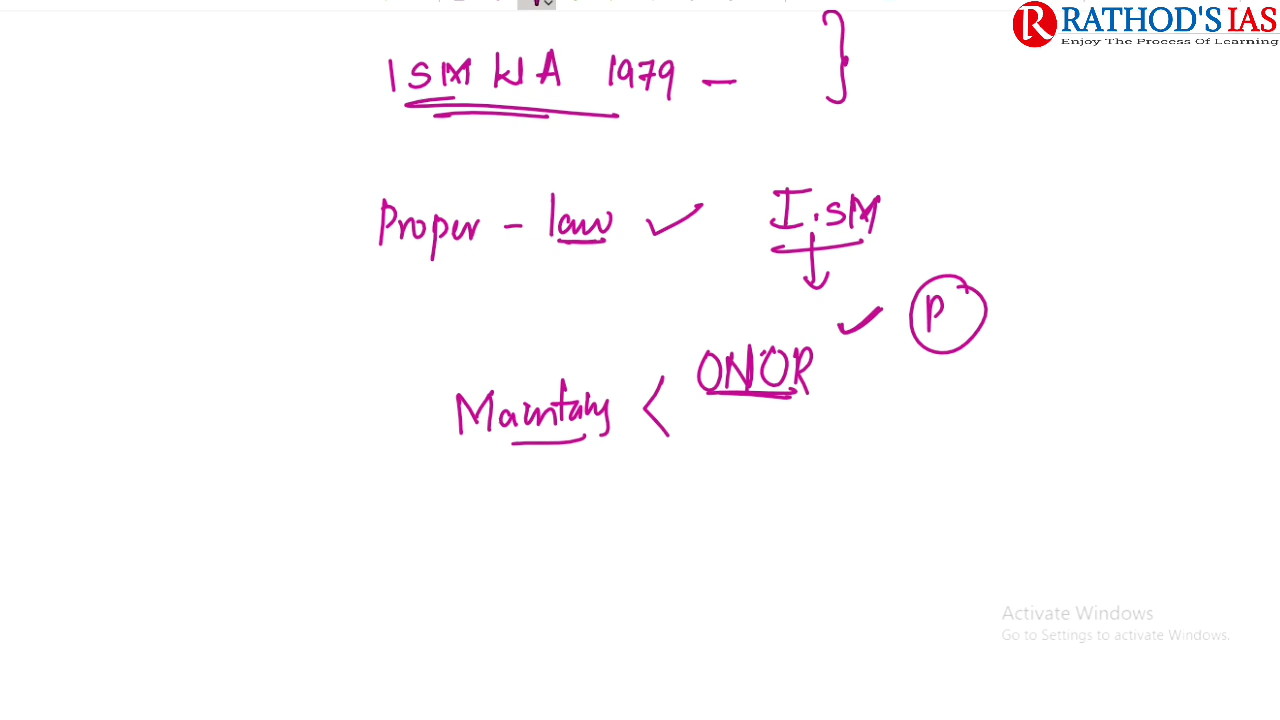 RATHOD'S IAS
Enjoy The Process Of Learning
ISMWA 1979 -
Proper - law I.SM
P+
ONOR
Activate Windows
Go to Settings to activate Windows.